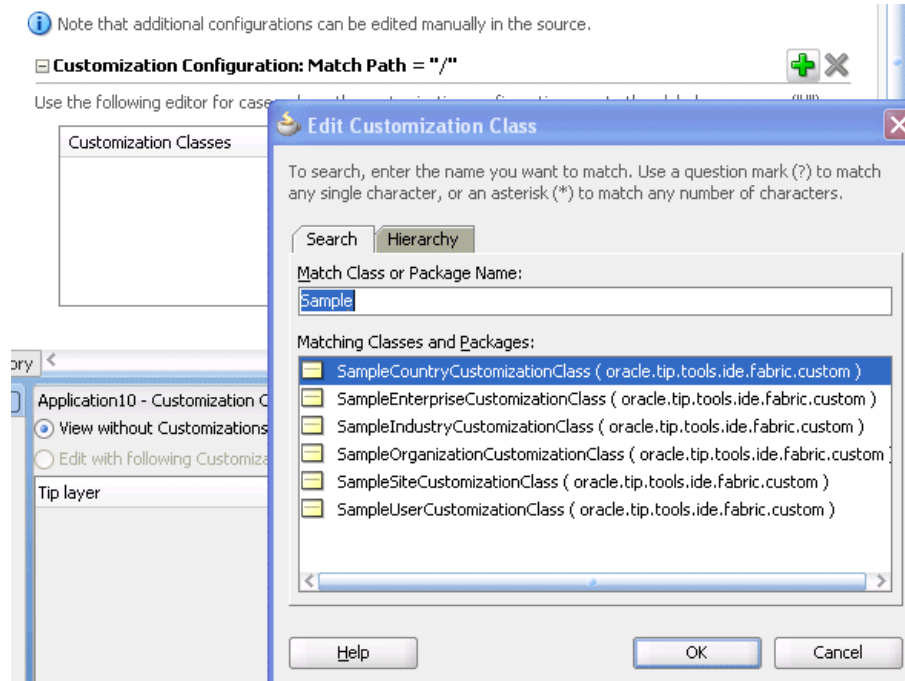 Note that additional configurations can be edited manually in the source.
Customization Configuration: Match Path = "/"
Use the following editor for
Customization Classes
Edit Customization Class
To search, enter the name you want to match. Use a question mark (?) to match
any single character, or an asterisk (*) to match any number of characters.
Search Hierarchy
Match Class or Package Name:
Sample
Matching Classes and Packages:
SampleCountryCustomizationClass ( oracle.tip.tools.ide.fabric.custom )
SampleEnterpriseCustomizationClass ( oracle.tip.tools.ide.fabric.custom )
SampleIndustryCustomizationClass ( oracle.tip.tools.ide.fabric.custom )
SampleOrganizationCustomizationClass ( oracle.tip.tools.ide.fabric.custom )
SampleSiteCustomizationClass ( oracle.tip.tools.ide.fabric.custom )
SampleUserCustomizationClass ( oracle.tip.tools.ide.fabric.custom )
ory
Application10 - Customization C
View without Customizations
Edit with following Customiza
Tip layer
Help OK Cancel